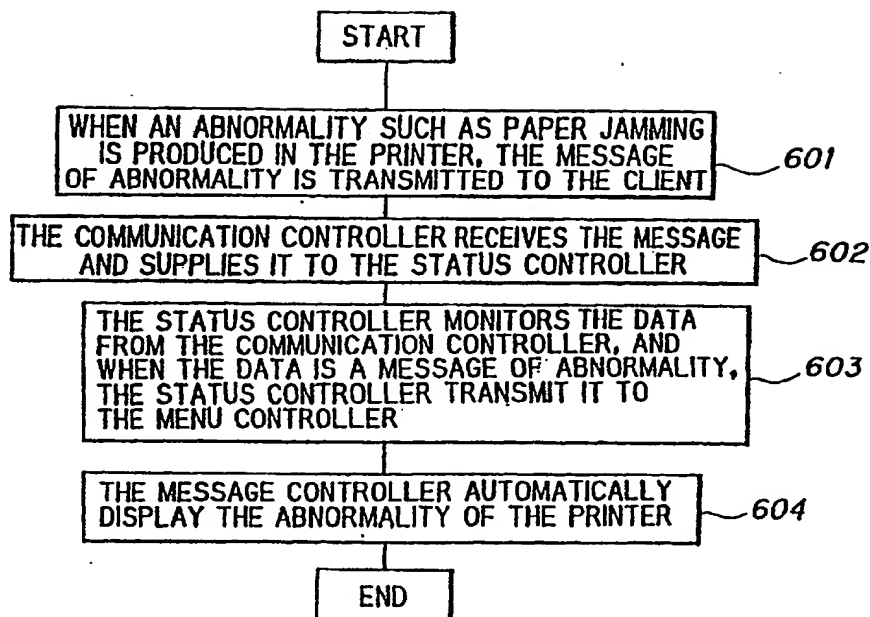 START
WHEN AN ABNORMALITY SUCH AS PAPER JAMMING
IS PRODUCED IN THE PRINTER, THE MESSAGE
OF ABNORMALITY IS TRANSMITTED TO THE CLIENT
601
THE COMMUNICATION CONTROLLER RECEIVES THE MESSAGE
AND SUPPLIES IT TO THE STATUS CONTROLLER
602
THE STATUS CONTROLLER MONITORS THE DATA
FROM THE COMMUNICATION CONTROLLER, AND
WHEN THE DATA IS A MESSAGE OF ABNORMALITY,
THE STATUS CONTROLLER TRANSMIT IT TO
THE MENU CONTROLLER
603
THE MESSAGE CONTROLLER AUTOMATICALLY
DISPLAY THE ABNORMALITY OF THE PRINTER
604
END